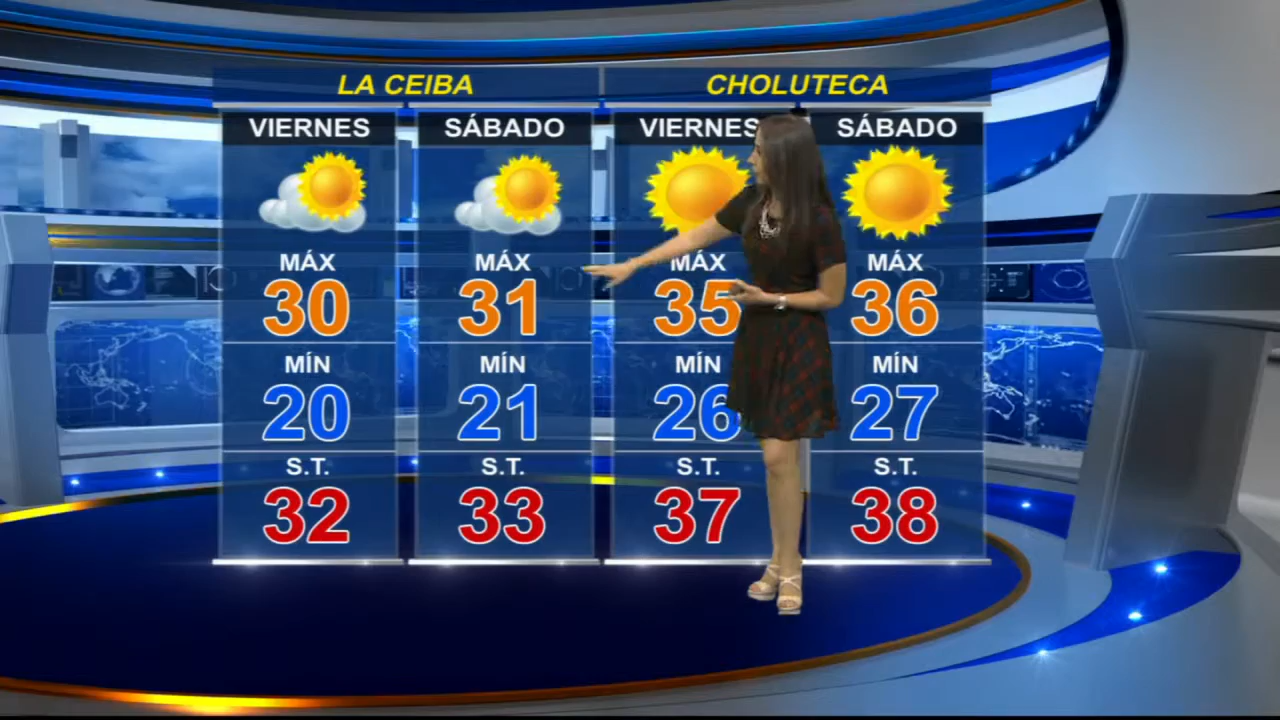 LA CEIBA
CHOLUTECA
VIERNES
SÁBADO
VIERNES
SÁBADO
MÁX
MÁX
MÁX
MÁX
30
31
35
36
MÍN
MÍN
MÍN
MÍN
20
21
26
27
S.T.
S.T.
S.T.
S.T.
32
33
37
38